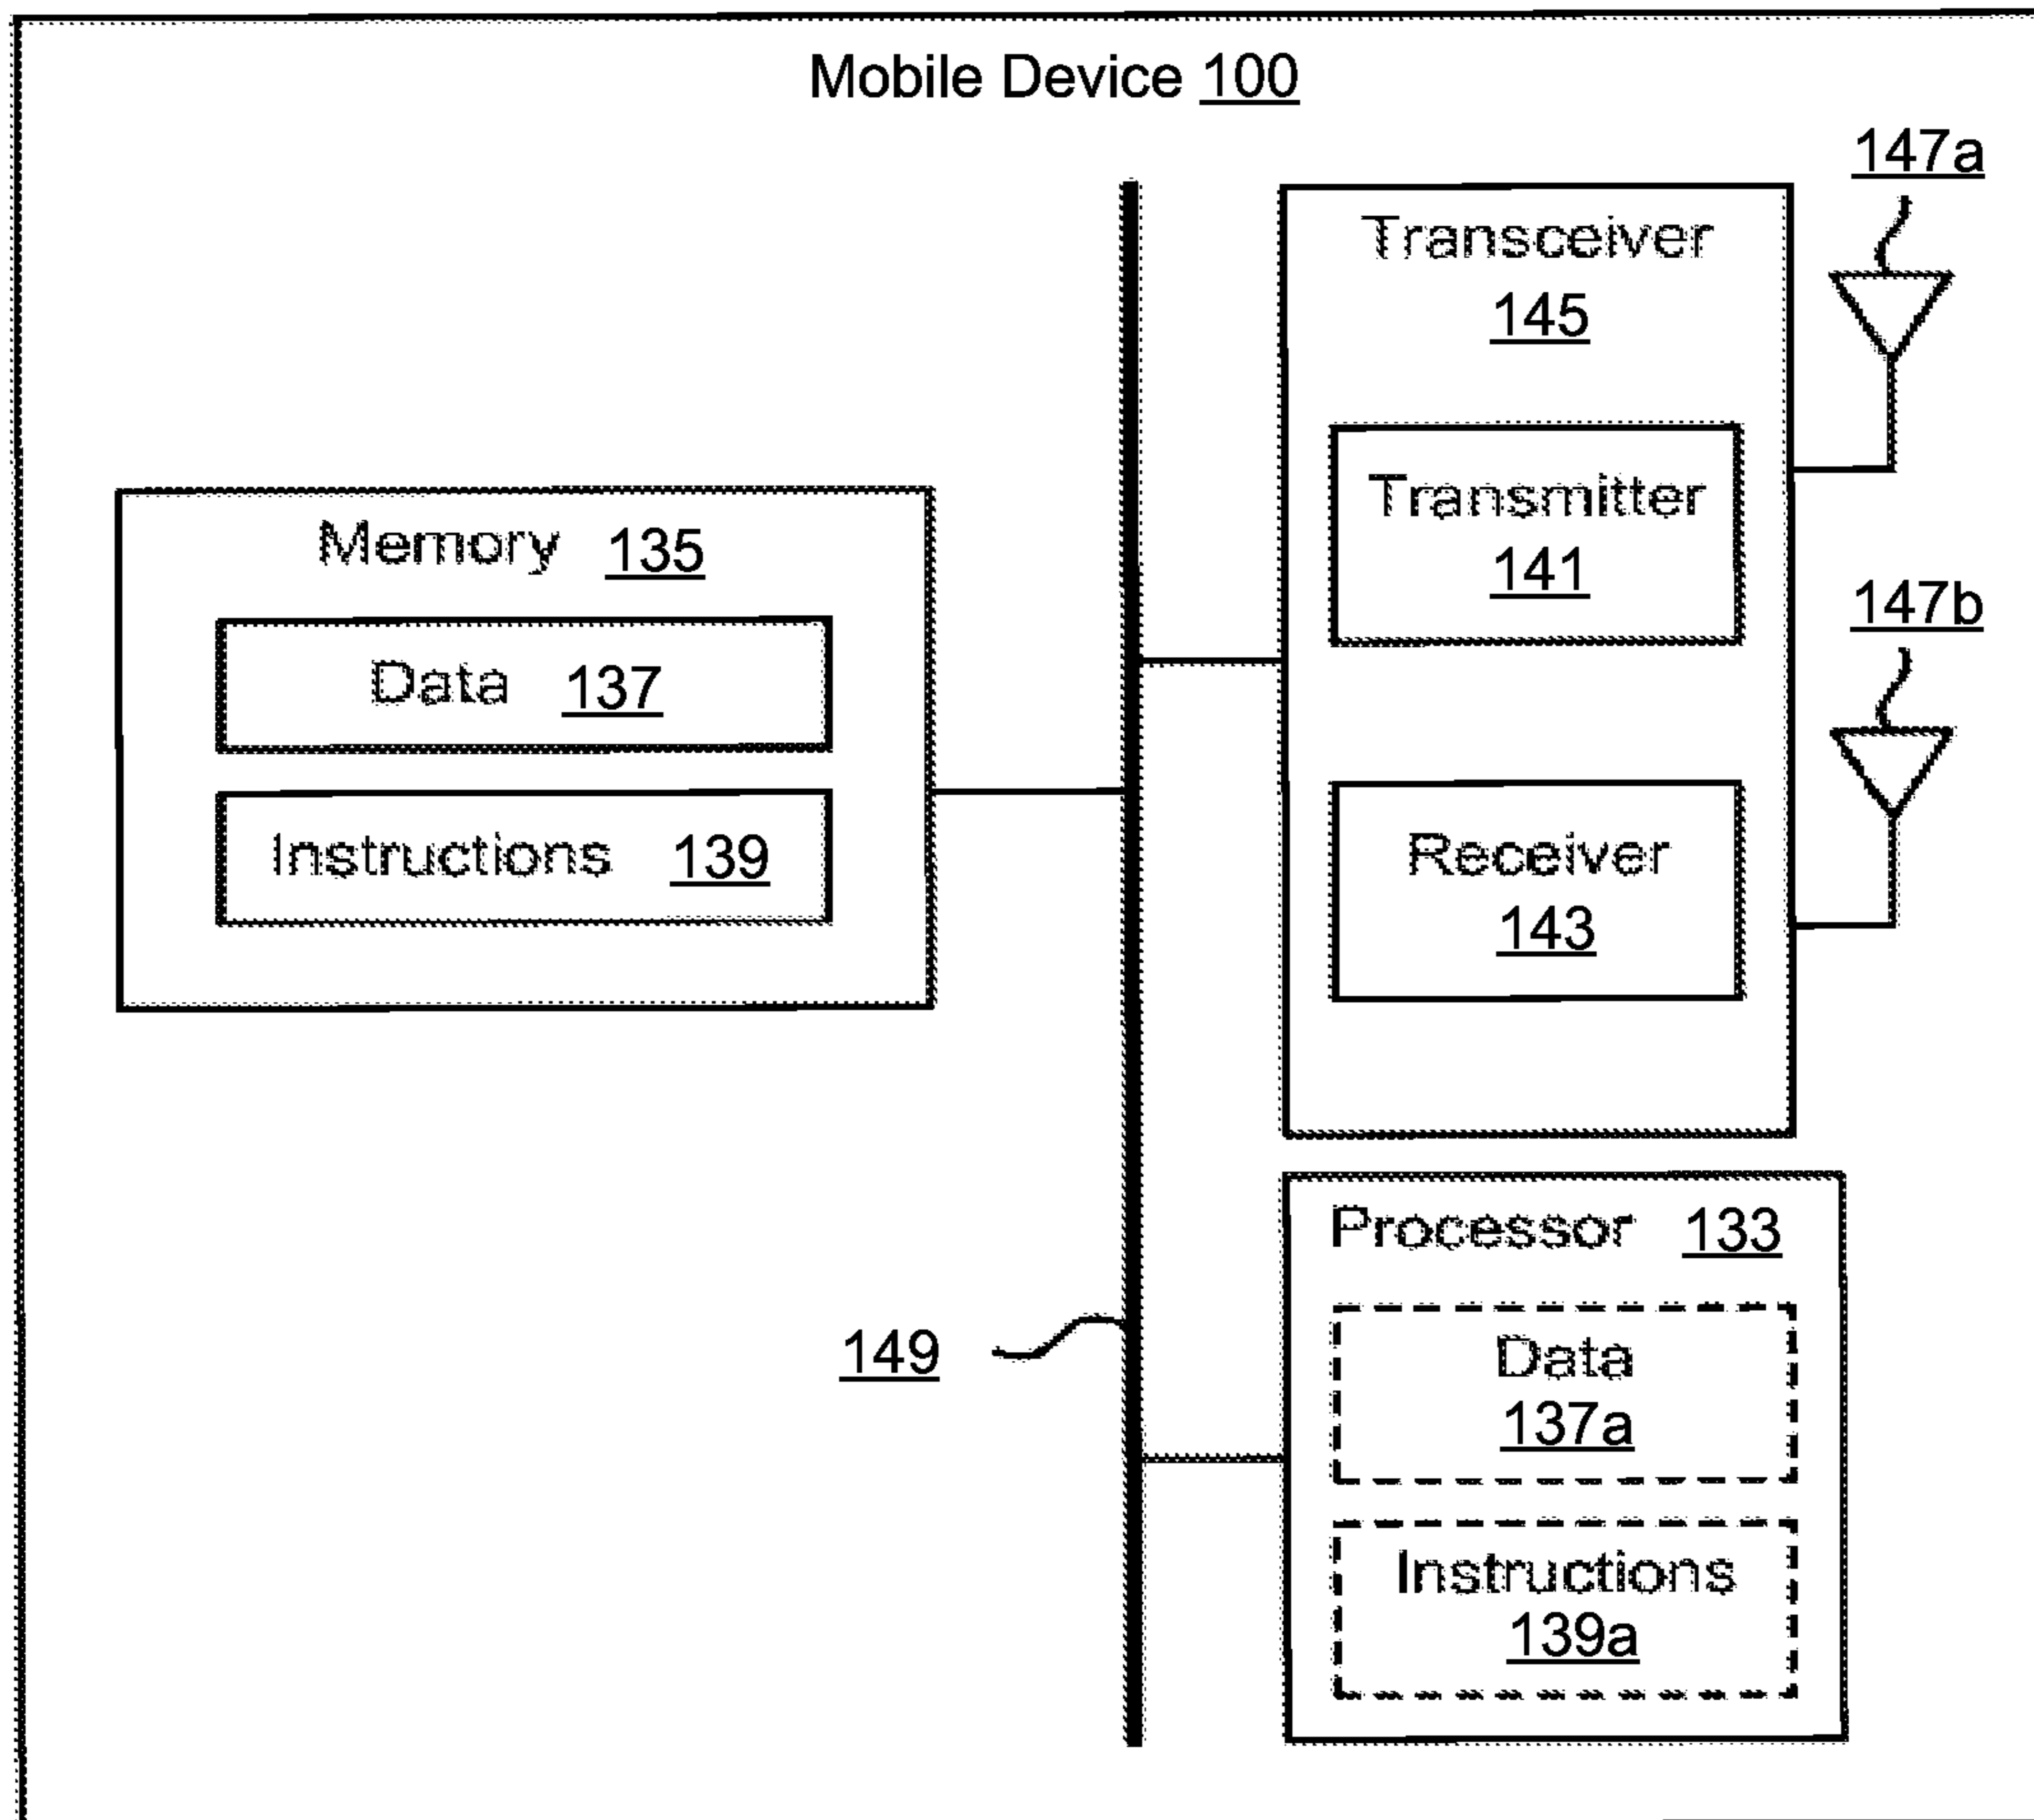 Mobile Device 100
147a
Transceiver
145
Transmitter
141
Memory 135
147b
Data 137
Instructions 139
Receiver
143
Processor 133
149
Data
137a
Instructions
139a